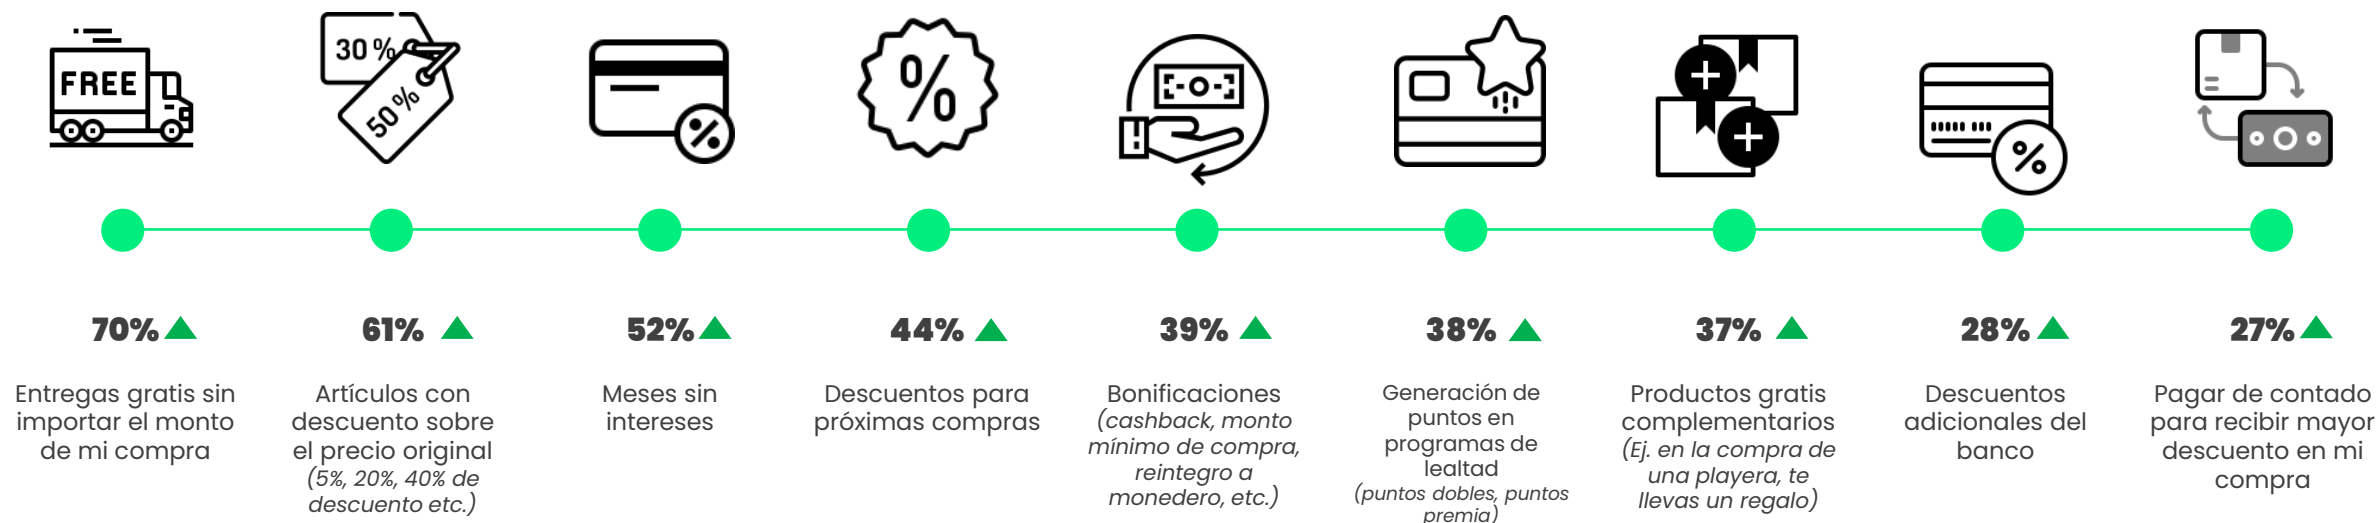 FREE
30 %
50 %
%
%
%
70%
Entregas gratis sin
importar el monto
de mi compra
61%
Artículos con
descuento sobre
el precio original
(5%, 20%, 40% de
descuento etc.)
52%
Meses sin
intereses
44%
Descuentos para
próximas compras
39%
Bonificaciones
(cashback, monto
mínimo de compra,
reintegro a
monedero, etc.)
38%
Generación de
puntos en
programas de
lealtad
(puntos dobles, puntos
premia)
37%
Productos gratis
complementarios
(Ej. en la compra de
una playera, te
llevas un regalo)
28%
Descuentos
adicionales del
banco
27%
Pagar de contado
para recibir mayor
descuento en mi
compra